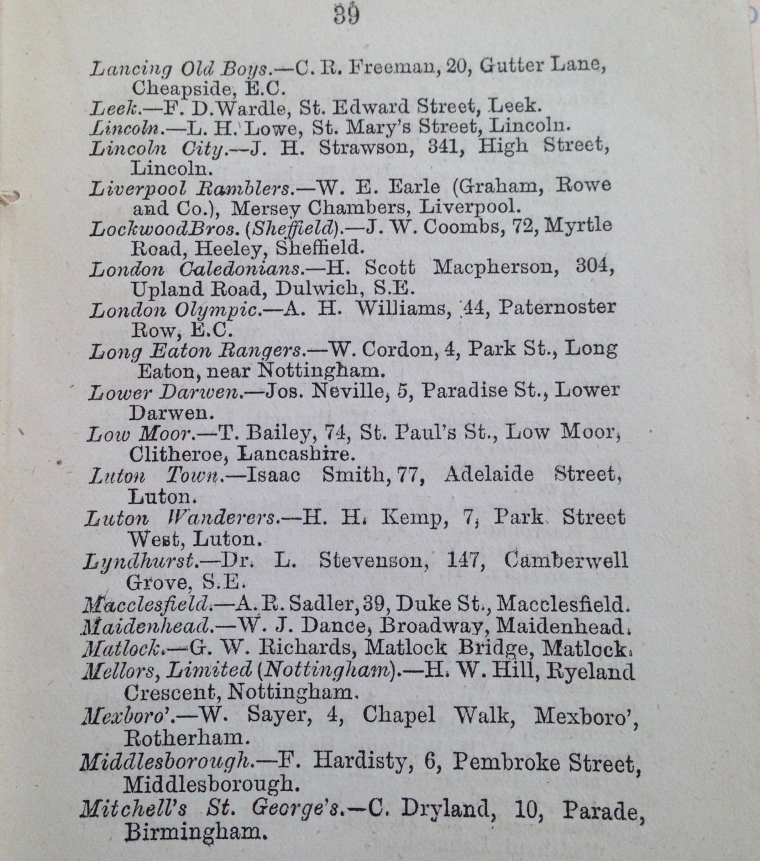 39
Lancing Old Boys.—C. R. Freeman, 20, Gutter Lane,
Cheapside, E.C.
Leek.—F. D. Wardle, St. Edward Street, Leek.
Lincoln.—L. H. Lowe, St. Mary's Street, Lincoln.
Lincoln City.—J. H. Strawson, 341, High Street,
Lincoln.
Liverpool Ramblers.—W. E. Earle (Graham, Rowe
and Co.), Mersey Chambers, Liverpool.
Lockwood Bros. (Sheffield).—J. W. Coombs, 72, Myrtle
Road, Heeley, Sheffield.
London Caledonians.—H. Scott Macpherson, 304,
Upland Road, Dulwich, S.E.
London Olympic.—A. H. Williams, 44, Paternoster
Row, E.C.
Long Eaton Rangers.—W. Cordon, 4, Park St., Long
Eaton, near Nottingham.
Lower Darwen.—Jos. Neville, 5, Paradise St., Lower
Darwen.
Low Moor.—T. Bailey, 74, St. Paul's St., Low Moor,
Clitheroe, Lancashire.
Luton Town.—Isaac Smith, 77, Adelaide Street,
Luton.
Luton Wanderers.—H. H. Kemp, 7, Park Street
West, Luton.
Lyndhurst.—Dr. L. Stevenson, 147, Camberwell
Grove, S.E.
Macclesfield.—A. R. Sadler, 39, Duke St., Macclesfield.
Maidenhead.—W. J. Dance, Broadway, Maidenhead.
Matlock.—G. W. Richards, Matlock Bridge, Matlock.
Mellors, Limited (Nottingham).—H. W. Hill, Ryeland
Crescent, Nottingham.
Mexboro'.—W. Sayer, 4, Chapel Walk, Mexboro',
Rotherham.
Middlesborough.—F. Hardisty, 6, Pembroke Street,
Middlesborough.
Mitchell's St. George's.—C. Dryland, 10, Parade,
Birmingham.